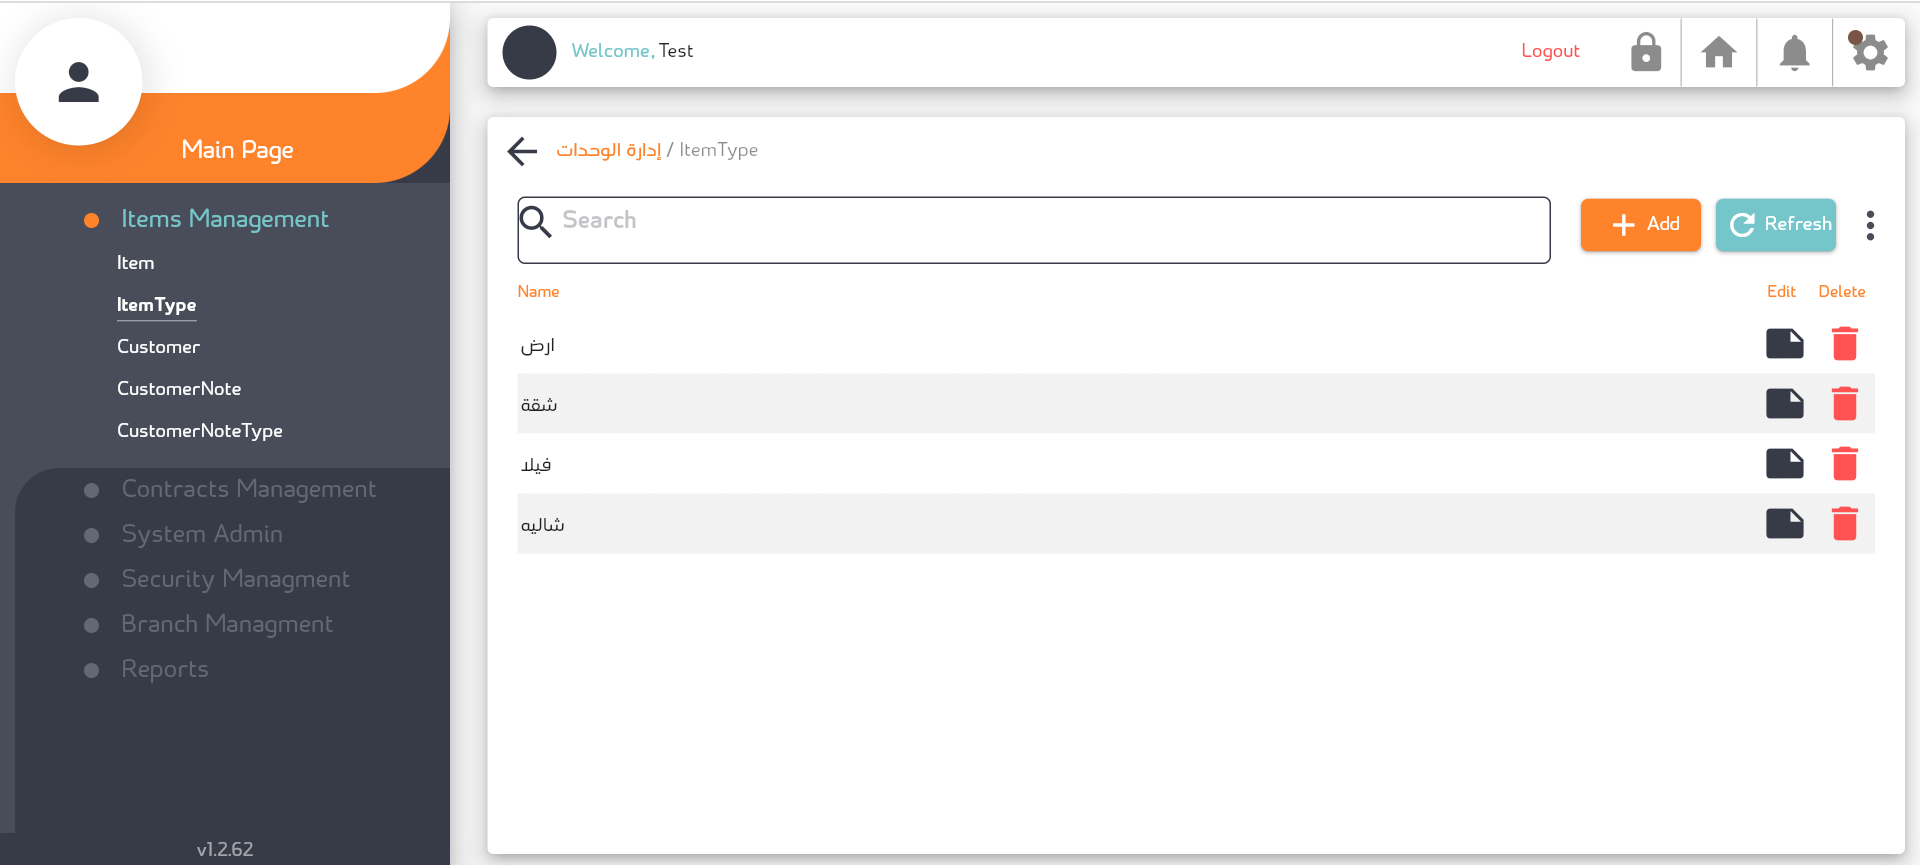 Main Page
Items Management
Item
ItemType
Customer
CustomerNote
CustomerNoteType
Contracts Management
System Admin
Security Managment
Branch Managment
Reports
v1.2.62
Welcome, Test
Logout
إدارة الوحدات / ItemType
Search
Add
Refresh
Name Edit Delete
ارض
شقة
فيلا
شاليه